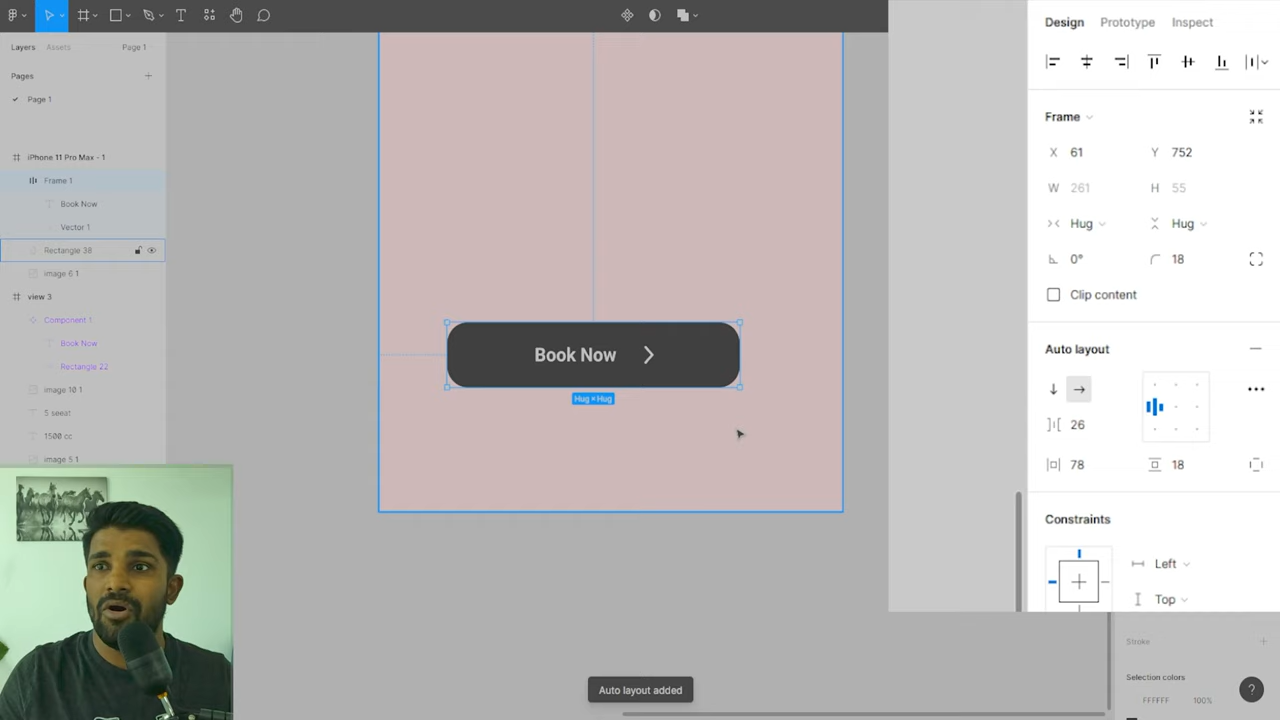 Layers
Assets
Page 1
Pages
Page 1
iPhone 11 Pro Max - 1
Frame 1
Book Now
Vector 1
Rectangle 38
image 6 1
view 3
Component 1
Book Now
Rectangle 22
image 10 1
5 seeat
1500 cc
image 5 1
Book Now
Hug × Hug
Auto layout added
Design
Prototype
Inspect
Frame
X 61
Y 752
W 261
H 55
Hug
Hug
0°
18
Clip content
Auto layout
26
78
18
Constraints
Left
Top
Stroke
Selection colors
FFFFFF
100%
?